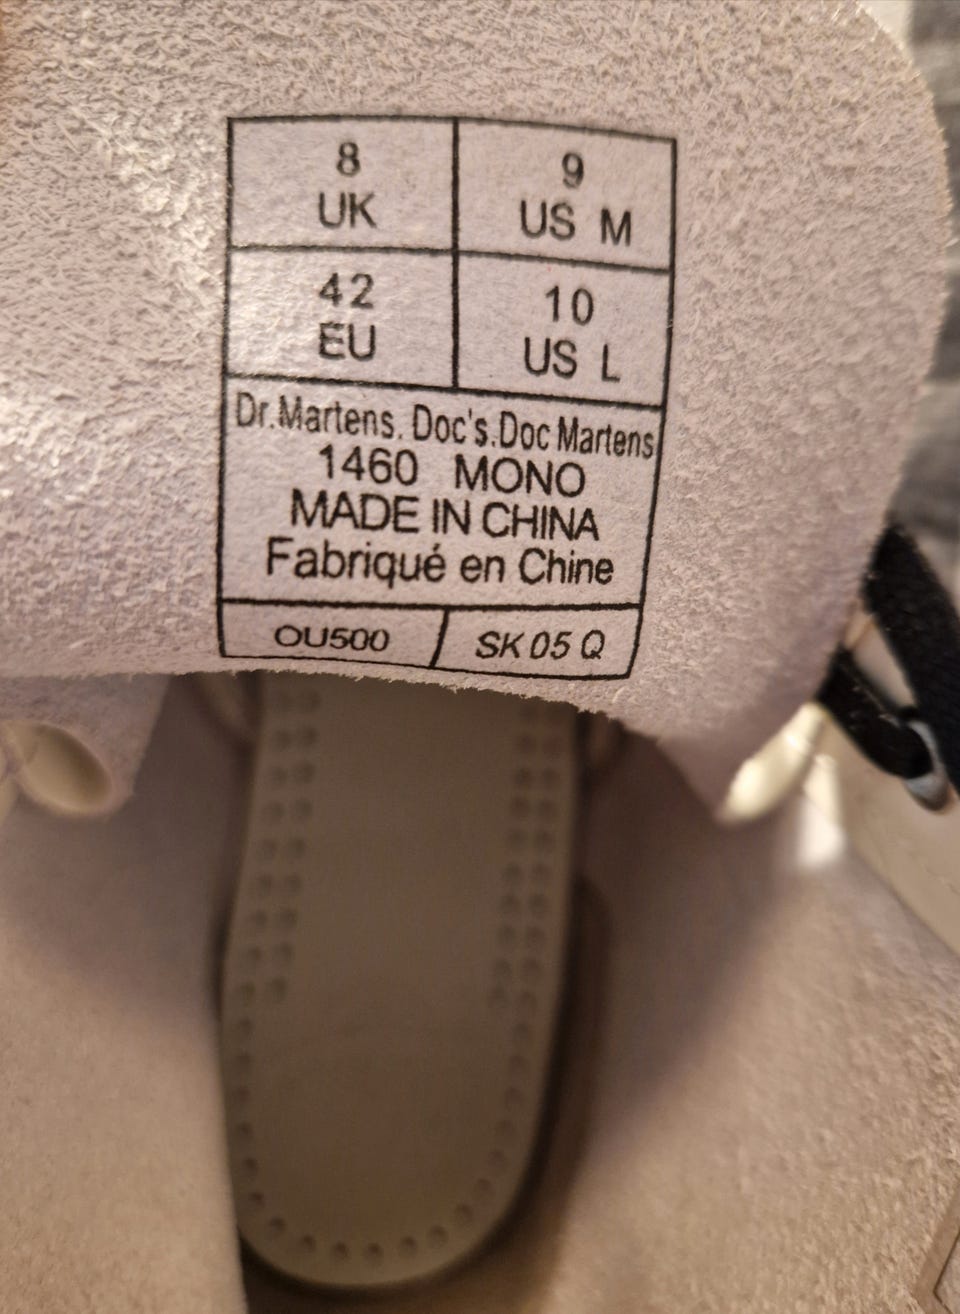 8
UK
9
US M
42
EU
10
US L
Dr.Martens. Doc's.Doc Martens
1460 MONO
MADE IN CHINA
Fabriqué en Chine
OU500
SK 05 Q